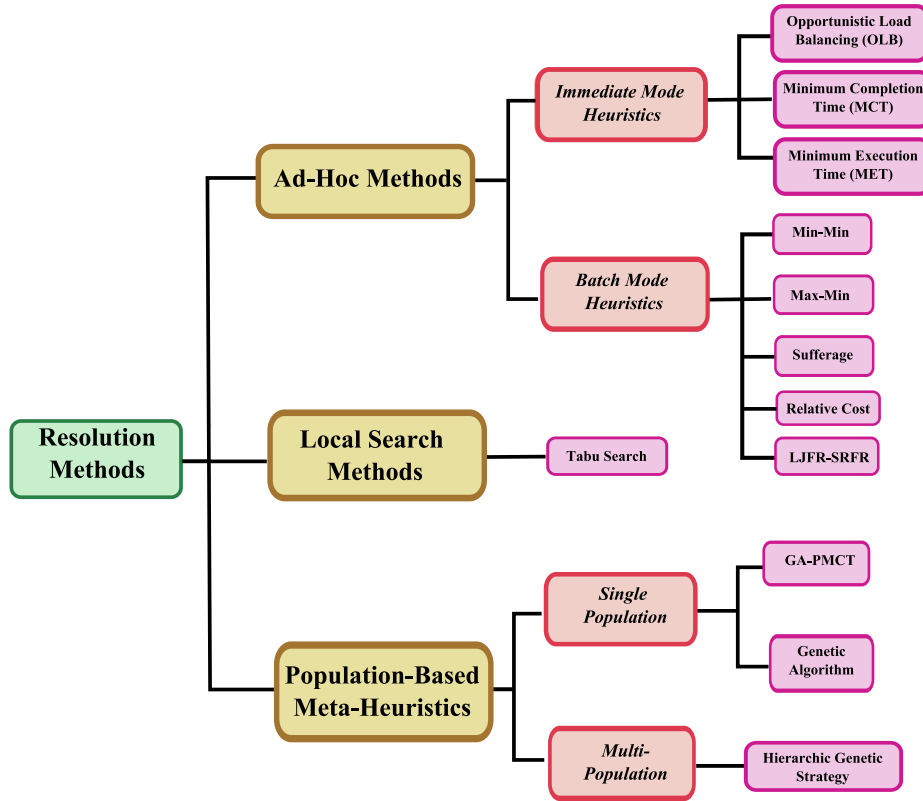 Resolution
Methods
Ad-Hoc Methods
Immediate Mode
Heuristics
Opportunistic Load
Balancing (OLB)
Minimum Completion
Time (MCT)
Minimum Execution
Time (MET)
Batch Mode
Heuristics
Min-Min
Max-Min
Sufferage
Relative Cost
LJFR-SRFR
Local Search
Methods
Tabu Search
Population-Based
Meta-Heuristics
Single
Population
GA-PMCT
Genetic
Algorithm
Multi-
Population
Hierarchic Genetic
Strategy